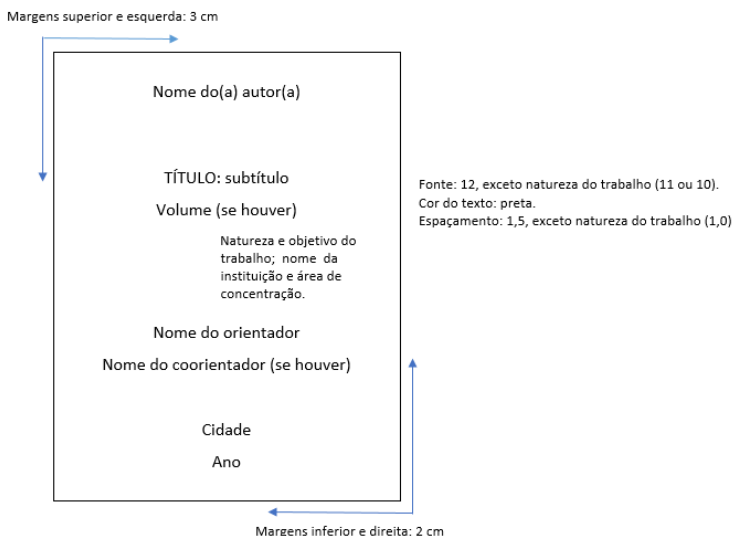 Margens superior e esquerda: 3 cm
Nome do(a) autor(a)
TÍTULO: subtítulo
Volume (se houver)
Natureza e objetivo do
trabalho; nome da
instituição e área de
concentração.
Nome do orientador
Nome do coorientador (se houver)
Cidade
Ano
Fonte: 12, exceto natureza do trabalho (11 ou 10).
Cor do texto: preta.
Espaçamento: 1,5, exceto natureza do trabalho (1,0)
Margens inferior e direita: 2 cm